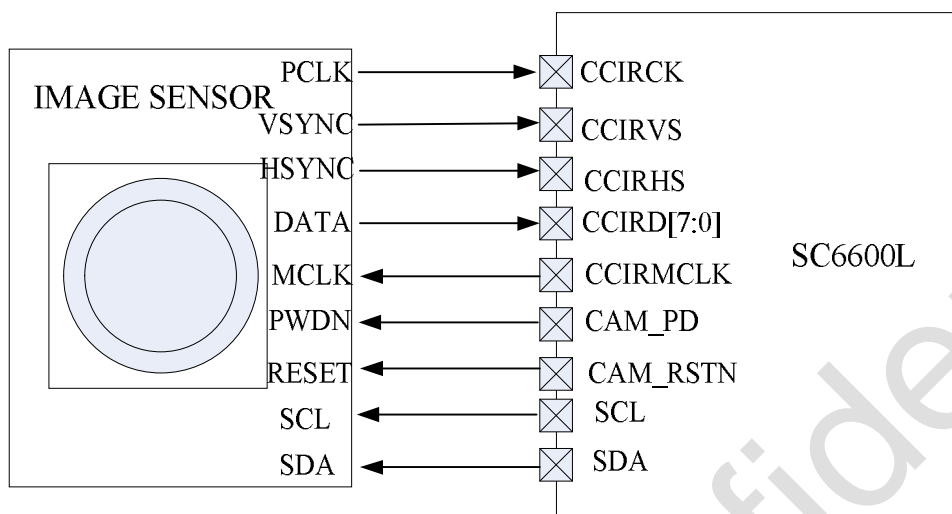 IMAGE SENSOR
PCLK
VSYNC
HSYNC
DATA
MCLK
PWDN
RESET
SCL
SDA
CCIRCK
CCIRVS
CCIRHS
CCIRD[7:0]
CCIRMCLK
CAM_PD
CAM_RSTN
SCL
SDA
SC6600L